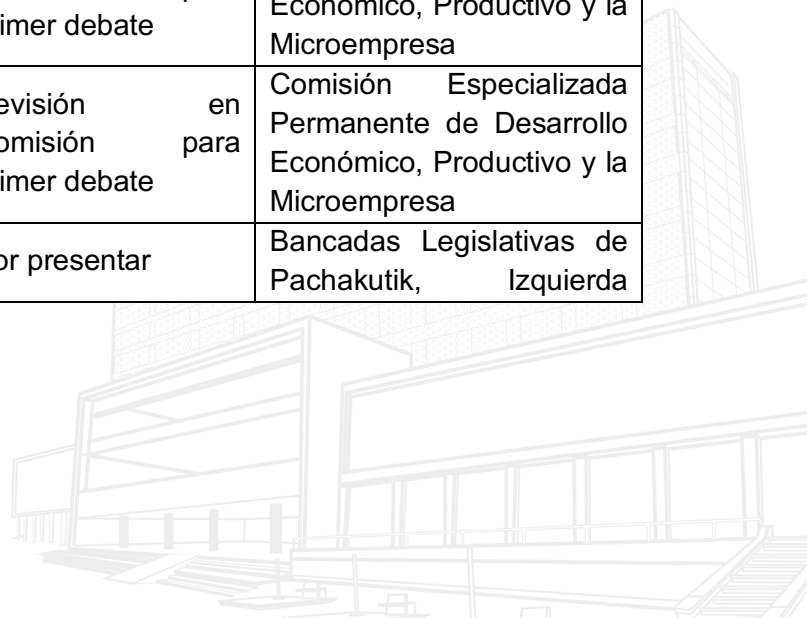 imer debate
Económico, Productivo y la
Microempresa
evisión en
omisión para
imer debate
Comisión Especializada
Permanente de Desarrollo
Económico, Productivo y la
Microempresa
or presentar
Bancadas Legislativas de
Pachakutik, Izquierda